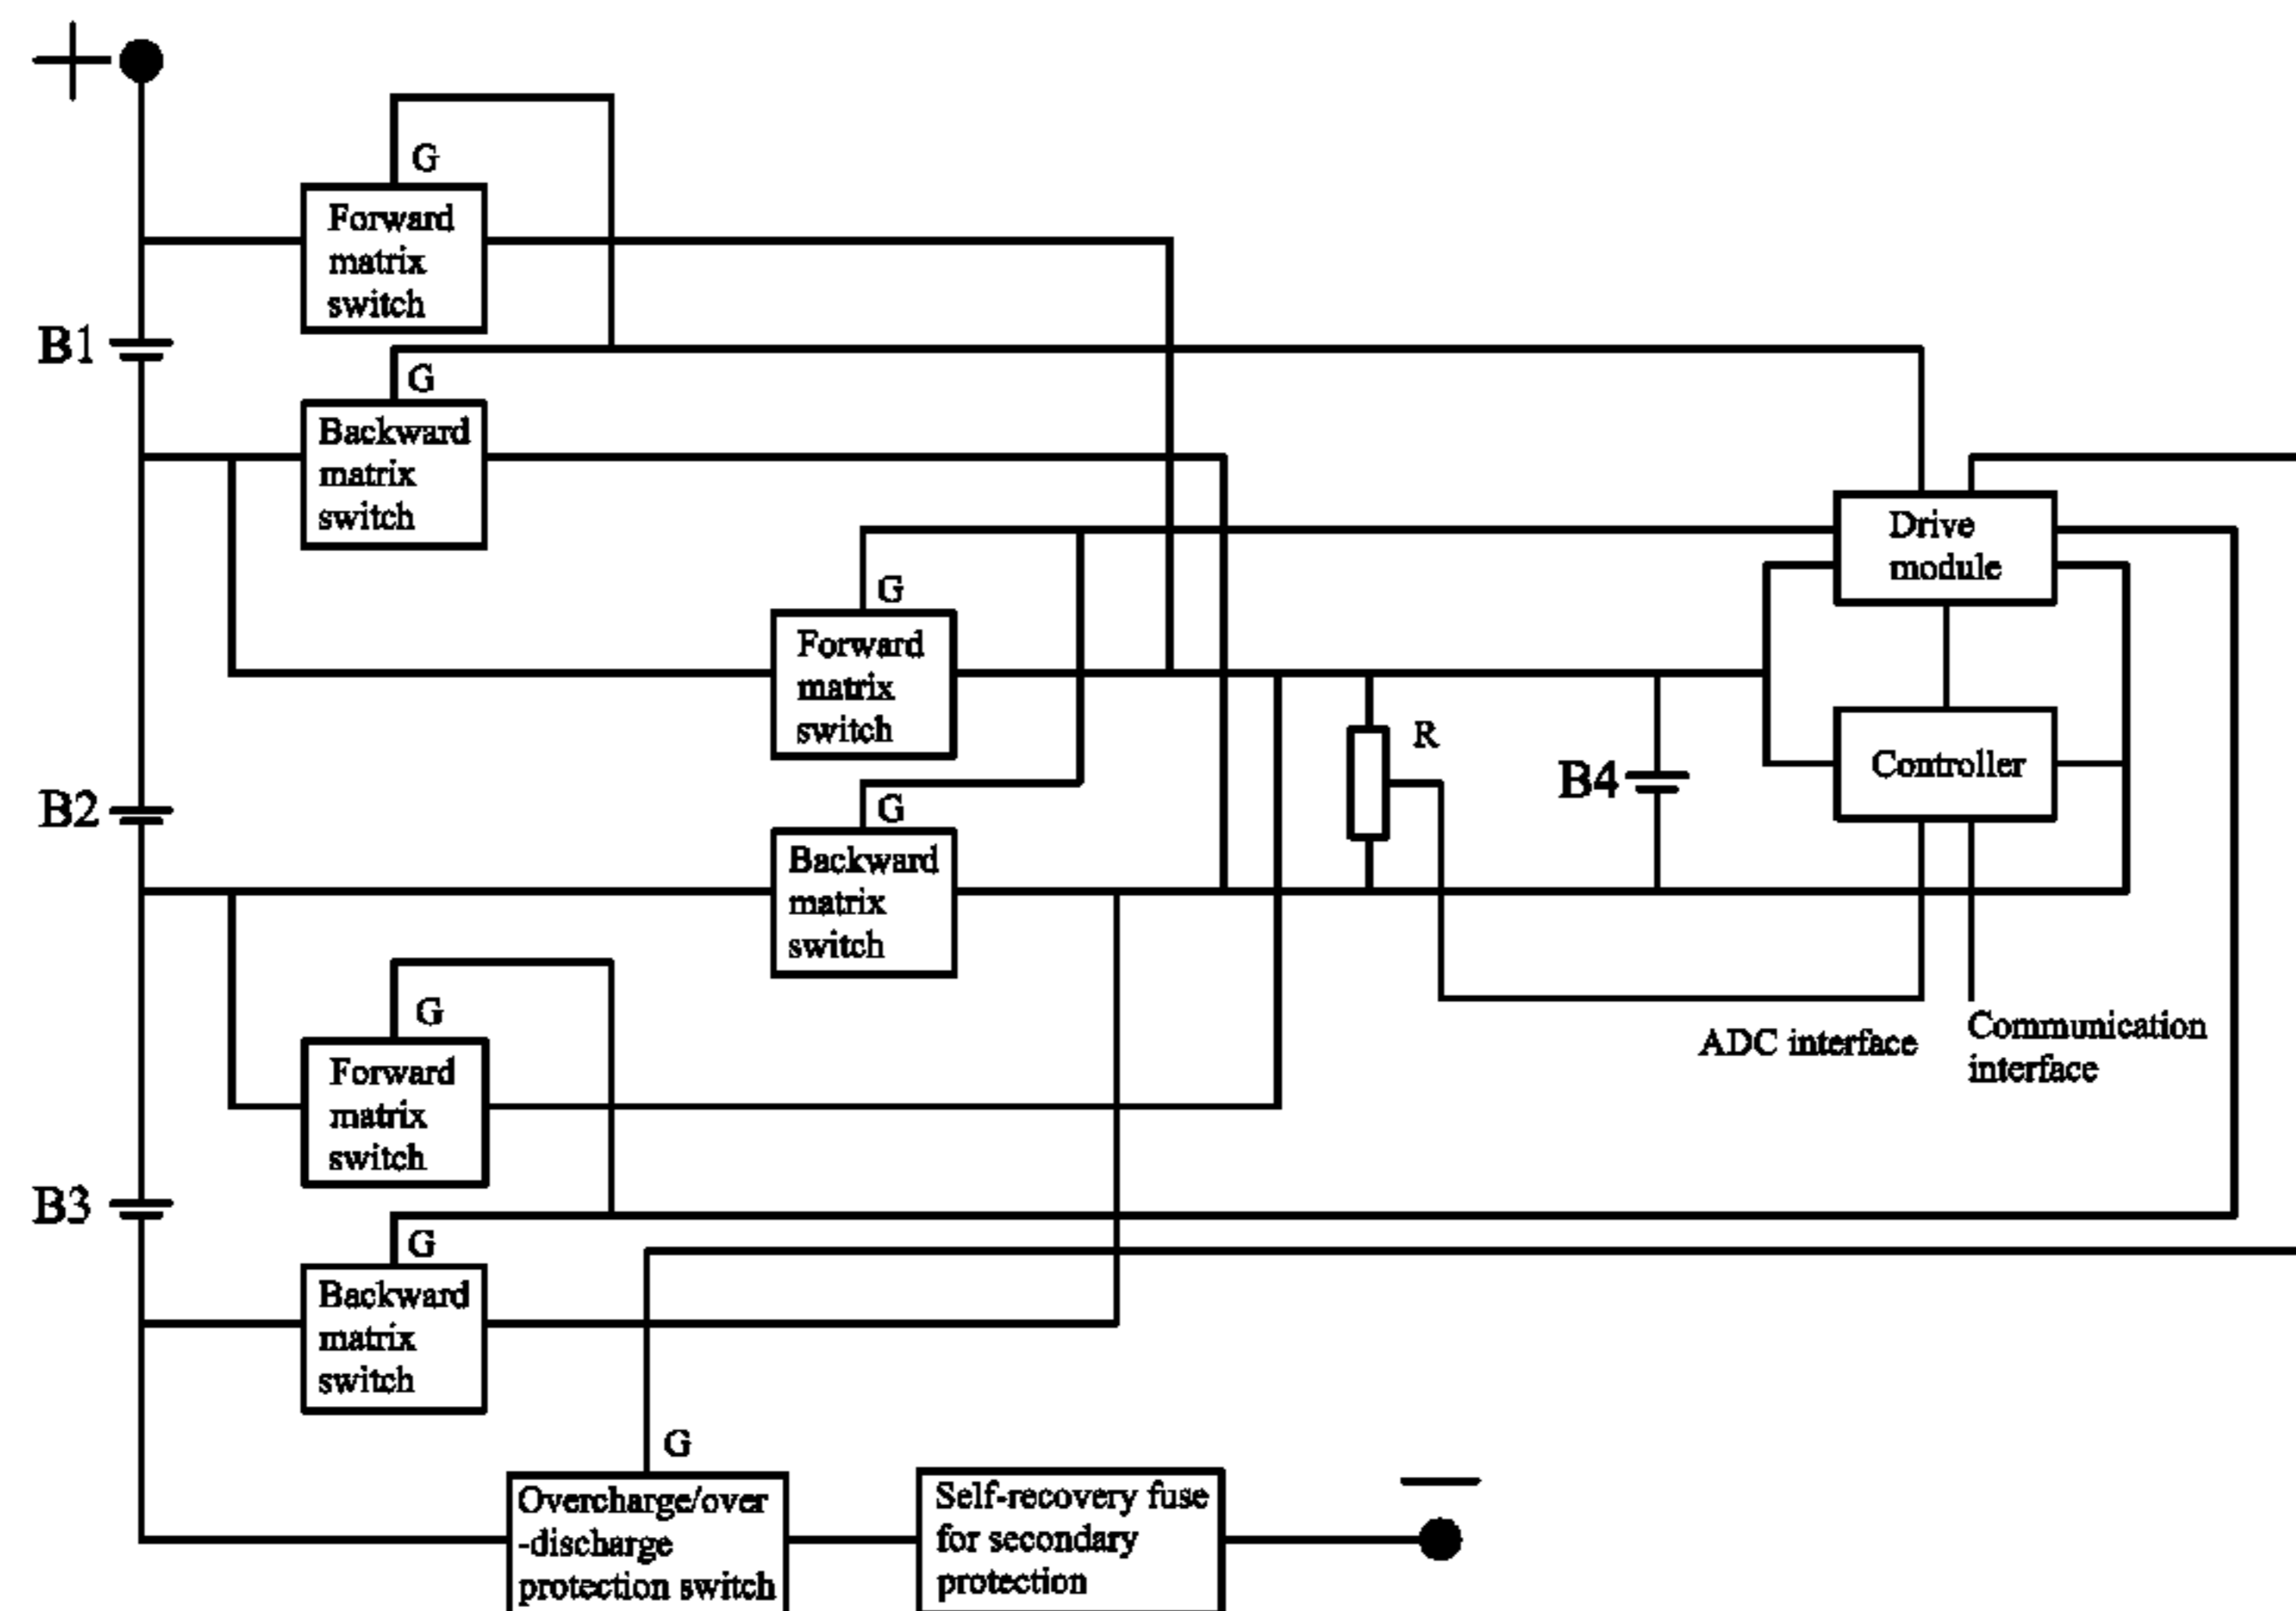 +
G
Forward
matrix
switch
B1
G
Backward
matrix
switch
G
Forward
matrix
switch
Drive
module
R
B4
Controller
B2
G
Backward
matrix
switch
G
Forward
matrix
switch
ADC interface
Communication
interface
B3
G
Backward
matrix
switch
G
Overcharge/over
-discharge
protection switch
Self-recovery fuse
for secondary
protection
—